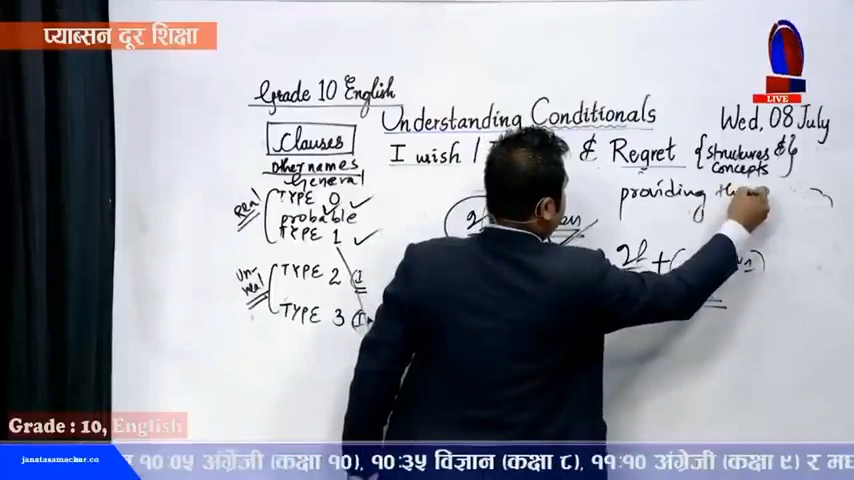 प्याब्सन दूर शिक्षा
LIVE
Grade 10 English
Understanding Conditionals
Wed, 08 July
Clauses
I wish / I
& Regret {Structures &}
Concepts
other names
General
Real
TYPE 0
probable
TYPE 1
providing
If +
Un-real
TYPE 2
TYPE 3
Grade : 10, English
janatasamachar.co
१०:०५ अंग्रेजी (कक्षा १०), १०:३५ विज्ञान (कक्षा ८), ११:१० अंग्रेजी (कक्षा ९) र